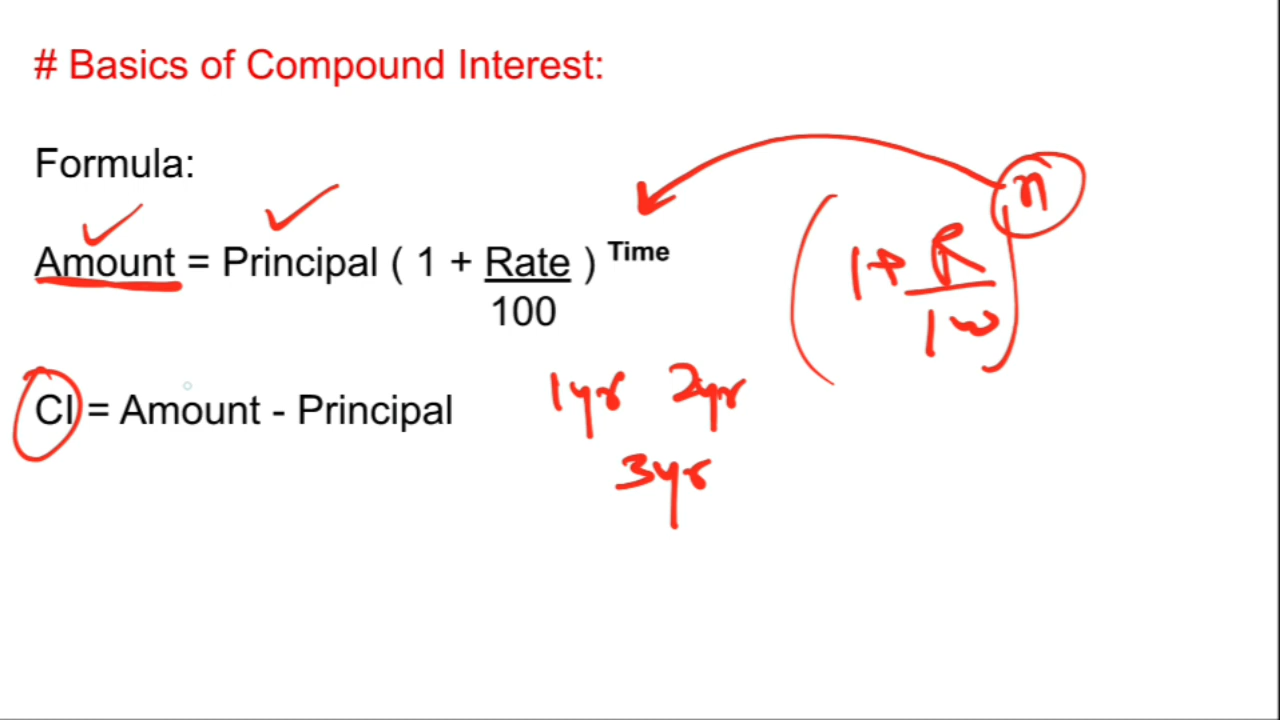 # Basics of Compound Interest:
Formula:
Amount = Principal ( 1 + Rate ) Time
100
n
1 + R
100
CI = Amount - Principal
1yr 2yr
3yr